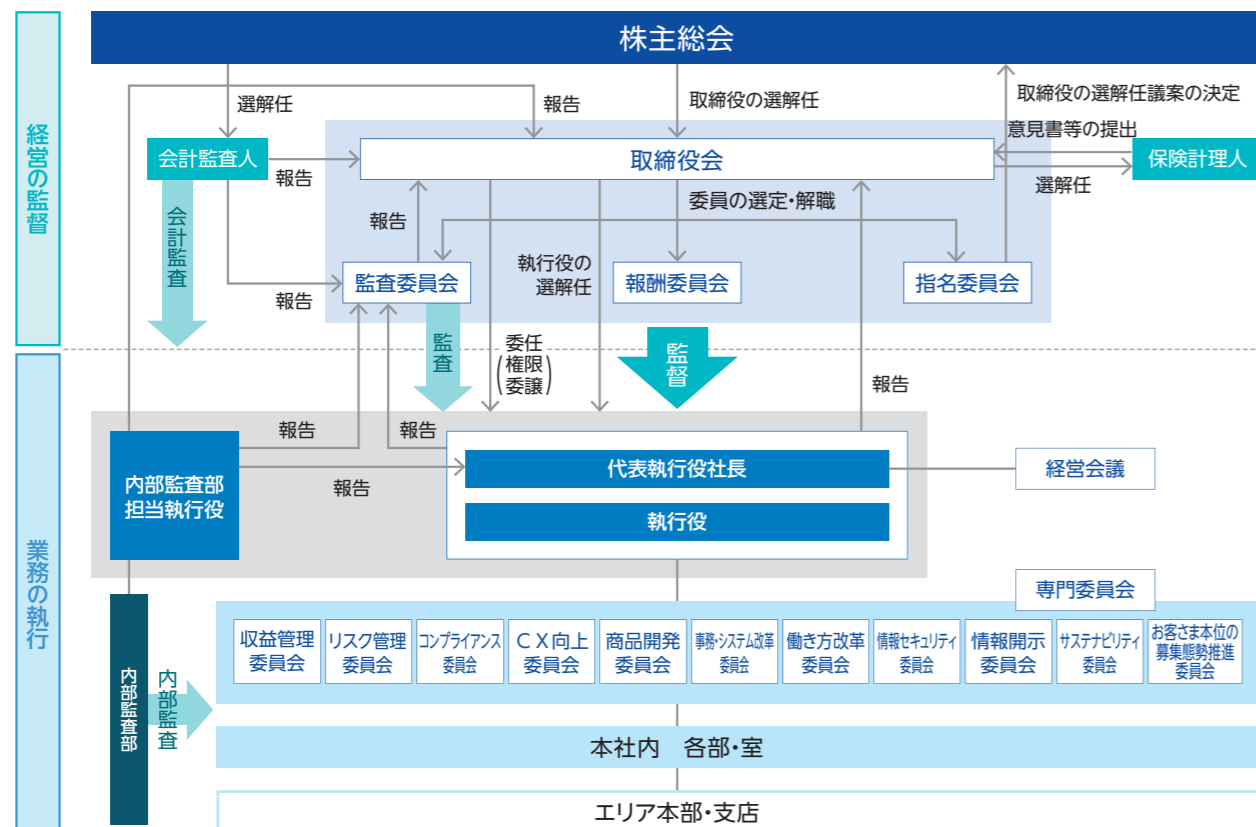 株主総会
経営の監督
選解任
報告
取締役の選解任
取締役の選解任議案の決定
意見書等の提出
会計監査人
取締役会
保険計理人
報告
選解任
会計監査
報告
委員の選定・解職
執行役の
選解任
監査委員会
報酬委員会
指名委員会
報告
監査
委任
(権限
委譲)
監督
報告
業務の執行
報告
報告
内部監査部
担当執行役
報告
代表執行役社長
執行役
経営会議
専門委員会
収益管理
委員会
リスク管理
委員会
コンプライアンス
委員会
CX向上
委員会
商品開発
委員会
事務・システム改革
委員会
働き方改革
委員会
情報セキュリティ
委員会
情報開示
委員会
サステナビリティ
委員会
お客さま本位の
募集態勢推進
委員会
内部監査部
内部監査
本社内 各部・室
エリア本部・支店